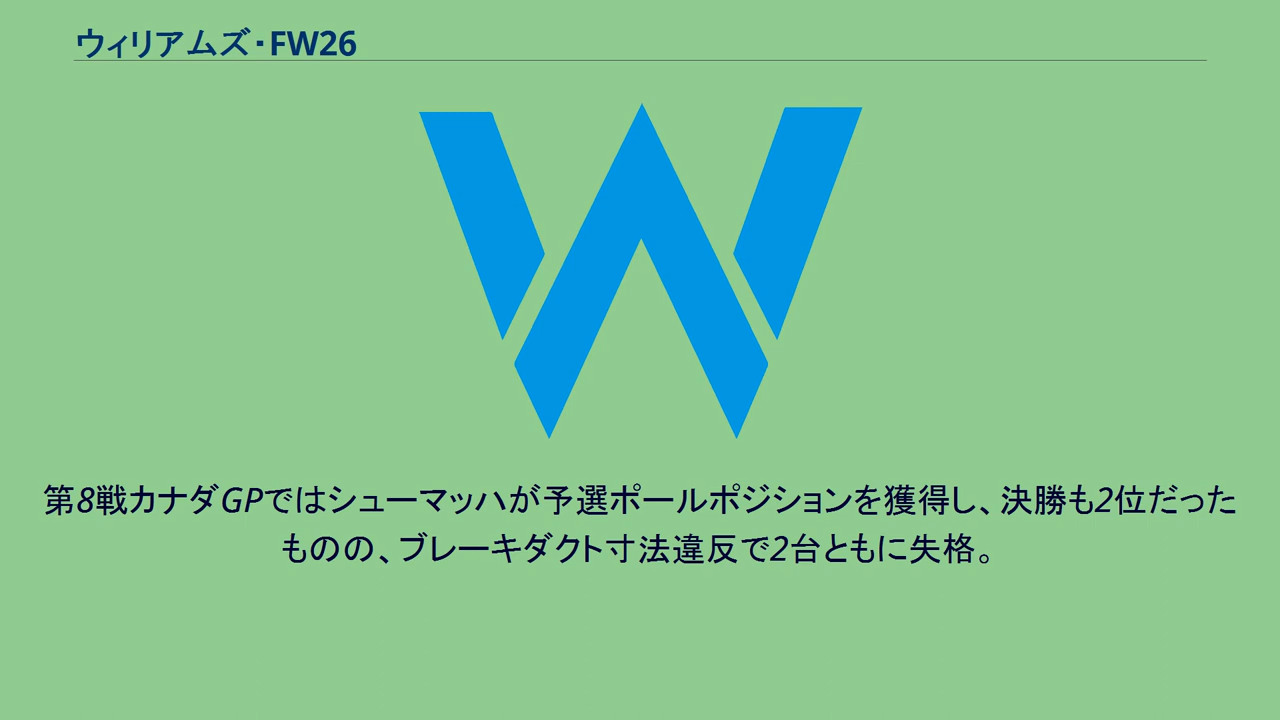 ウィリアムズ・FW26
第8戦カナダGPではシューマッハが予選ポールポジションを獲得し、決勝も2位だった
ものの、ブレーキダクト寸法違反で2台ともに失格。